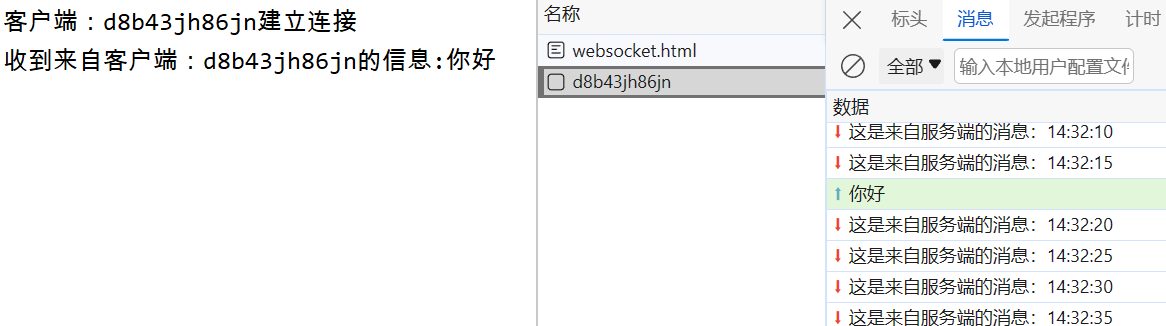 客户端：d8b43jh86jn建立连接
收到来自客户端：d8b43jh86jn的信息:你好
名称
websocket.html
d8b43jh86jn
标头 消息 发起程序 计时
全部 输入本地用户配置文件
数据
这是来自服务端的消息：14:32:10
这是来自服务端的消息：14:32:15
你好
这是来自服务端的消息：14:32:20
这是来自服务端的消息：14:32:25
这是来自服务端的消息：14:32:30
这是来自服务端的消息：14:32:35